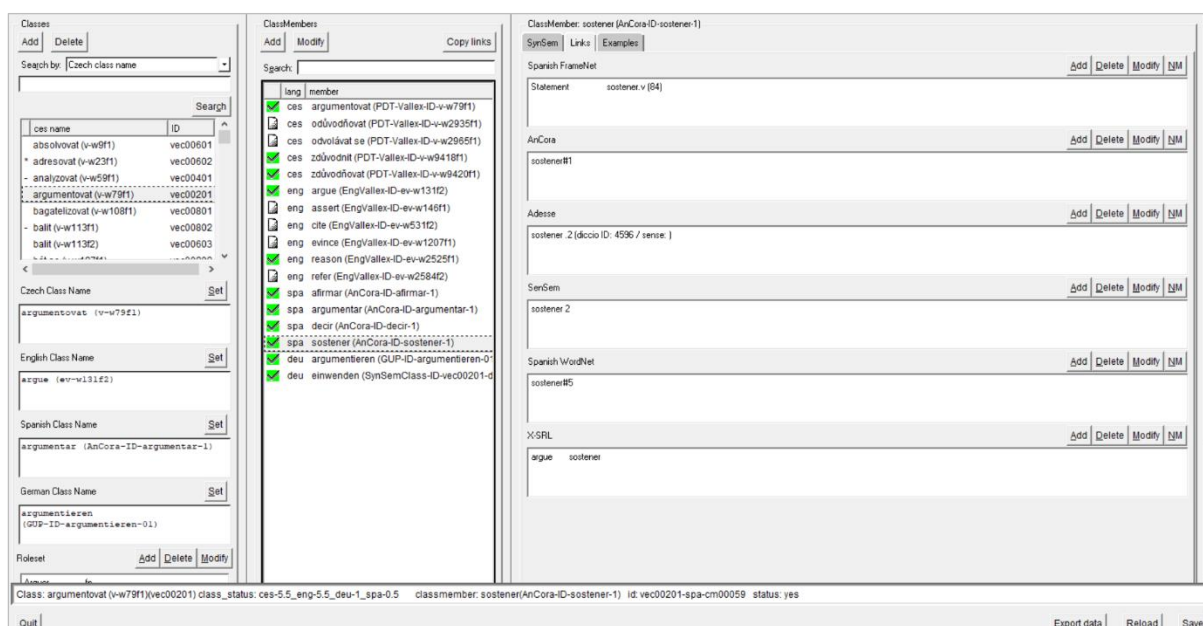 Classes
Add Delete
Search by: Czech class name
Search
ces name ID
absolvovat (v-w9f1) vec00601
* adresovat (v-w23f1) vec00602
- analyzovat (v-w59f1) vec00401
argumentovat (v-w79f1) vec00201
bagatelizovat (v-w108f1) vec00801
- balit (v-w113f1) vec00802
balit (v-w113f2) vec00603
Czech Class Name Set
argumentovat (v-w79f1)
English Class Name Set
argue (ev-w131f2)
Spanish Class Name Set
argumentar (AnCora-ID-argumentar-1)
German Class Name Set
argumentieren
(GUP-ID-argumentieren-01)
Roleset Add Delete Modify
ClassMembers
Add Modify Copy links
Search:
lang member
ces argumentovat (PDT-Vallex-ID-v-w79f1)
ces odůvodňovat (PDT-Vallex-ID-v-w2935f1)
ces odvolávat se (PDT-Vallex-ID-v-w2965f1)
ces zdůvodnit (PDT-Vallex-ID-v-w9418f1)
ces zdůvodňovat (PDT-Vallex-ID-v-w9420f1)
eng argue (EngVallex-ID-ev-w131f2)
eng assert (EngVallex-ID-ev-w146f1)
eng cite (EngVallex-ID-ev-w531f2)
eng evince (EngVallex-ID-ev-w1207f1)
eng reason (EngVallex-ID-ev-w2525f1)
eng refer (EngVallex-ID-ev-w2584f2)
spa afirmar (AnCora-ID-afirmar-1)
spa argumentar (AnCora-ID-argumentar-1)
spa decir (AnCora-ID-decir-1)
spa sostener (AnCora-ID-sostener-1)
deu argumentieren (GUP-ID-argumentieren-01
deu einwenden (SynSemClass-ID-vec00201-d
ClassMember: sostener (AnCora-ID-sostener-1)
SynSem Links Examples
Spanish FrameNet Add Delete Modify NM
Statement sostener.v (84)
AnCora Add Delete Modify NM
sostener#1
Adesse Add Delete Modify NM
sostener .2 (diccio ID: 4596 / sense: )
SenSem Add Delete Modify NM
sostener 2
Spanish WordNet Add Delete Modify NM
sostener#5
X-SRL Add Delete Modify NM
argue sostener
Class: argumentovat (v-w79f1)(vec00201) class_status: ces-5.5_eng-5.5_deu-1_spa-0.5 classmember: sostener(AnCora-ID-sostener-1) id: vec00201-spa-cm00059 status: yes
Quit Export data Reload Save